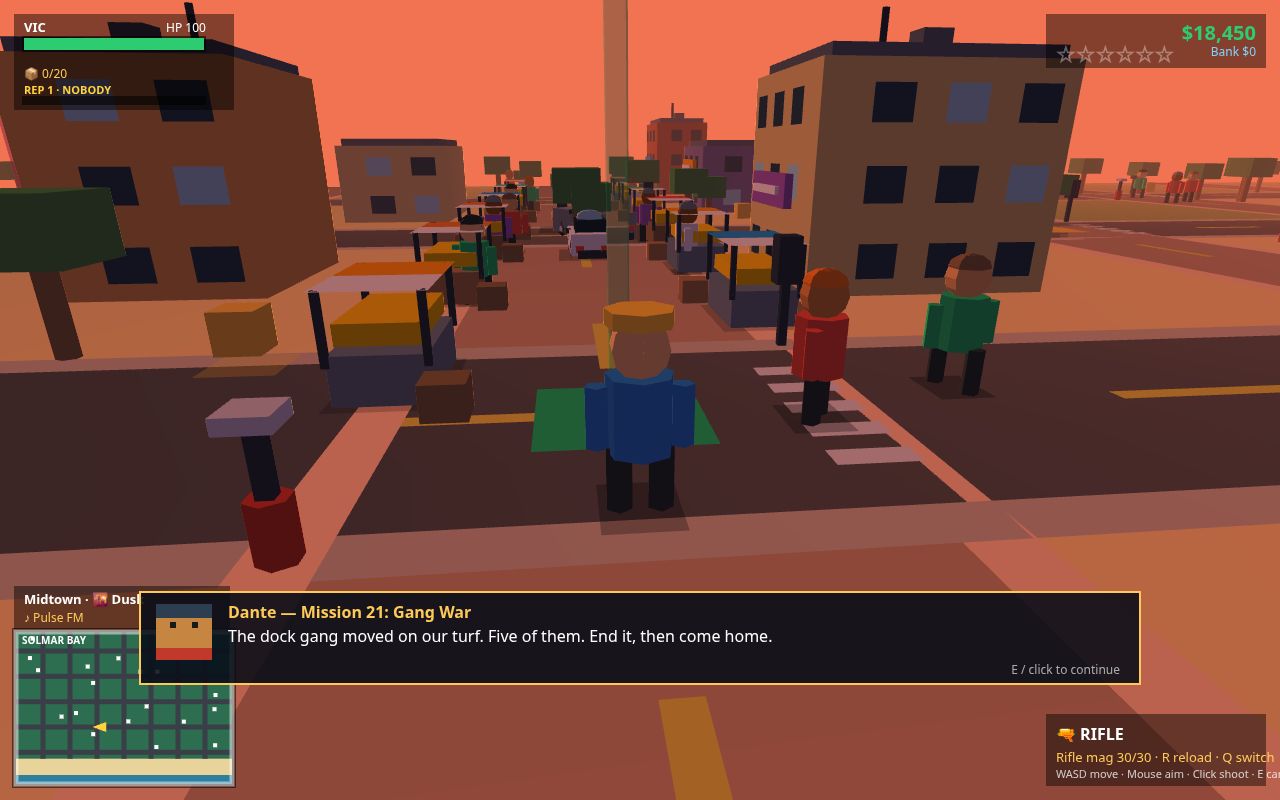 VIC
HP 100
📦 0/20
REP 1 · NOBODY
$18,450
☆☆☆☆☆☆ Bank $0
Midtown · 🌇 Dusk
♪ Pulse FM
SOLMAR BAY
Dante — Mission 21: Gang War
The dock gang moved on our turf. Five of them. End it, then come home.
E / click to continue
🔫 RIFLE
Rifle mag 30/30 · R reload · Q switch
WASD move · Mouse aim · Click shoot · E